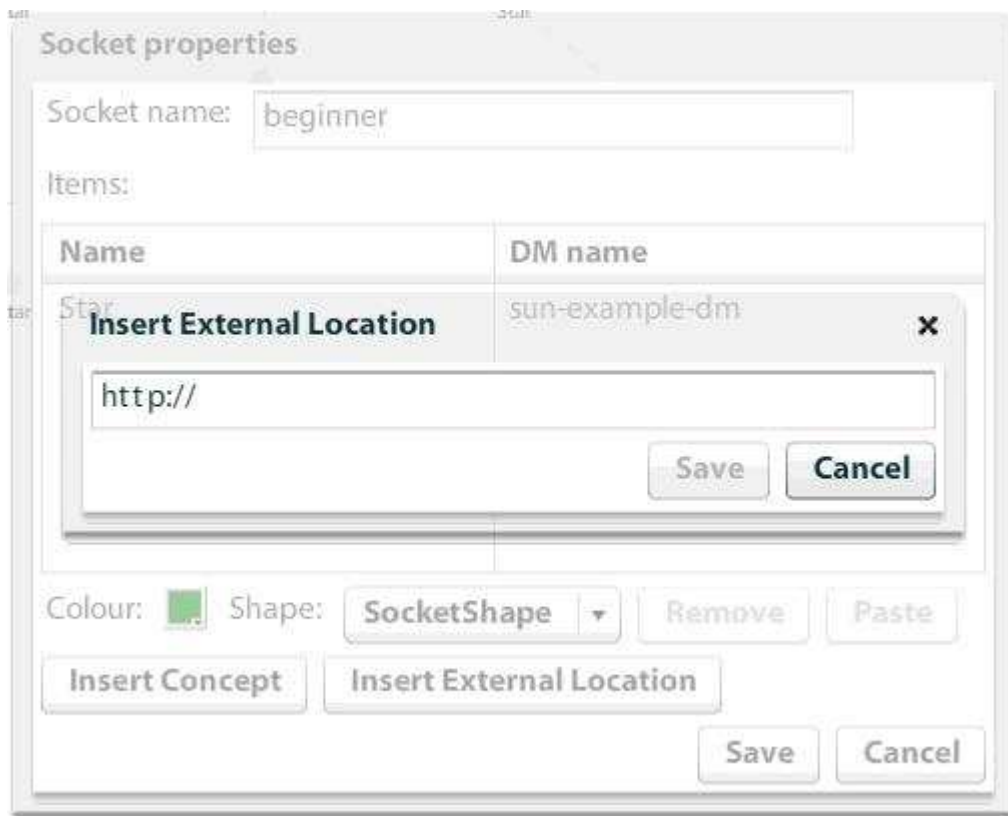 Socket properties
Socket name: beginner
Items:
Name DM name
Star sun-example-dm
Insert External Location x
http://
Save Cancel
Colour: Shape: SocketShape Remove Paste
Insert Concept Insert External Location
Save Cancel